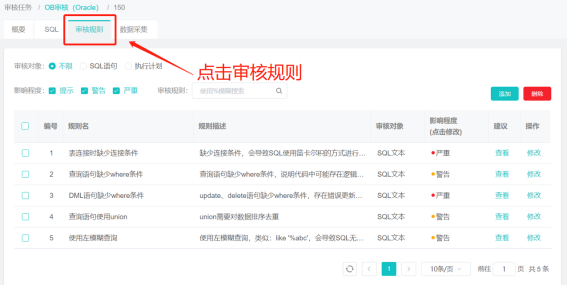 审核任务 / OB审核（Oracle） / 150
概要 SQL 审核规则 数据采集
点击审核规则
审核对象: 不限 SQL语句 执行计划
影响程度: 提示 警告 严重 审核规则: 使用%模糊搜索 添加 删除
编号 规则名 规则描述 审核对象 影响程度 (点击修改) 建议 操作
1 表连接时缺少连接条件 缺少连接条件，会导致SQL使用笛卡尔积的方式进行... SQL文本 严重 查看 修改
2 查询语句缺少where条件 查询语句缺少where条件，说明代码中可能存在逻辑... SQL文本 警告 查看 修改
3 DML语句缺少where条件 update、delete语句缺少where条件，存在错误更新... SQL文本 严重 查看 修改
4 查询语句使用union union需要对数据排序去重 SQL文本 警告 查看 修改
5 使用左模糊查询 使用左模糊查询，类似：like '%abc'，会导致SQL无... SQL文本 警告 查看 修改
1 10条/页 前往 1 页 共 5 条